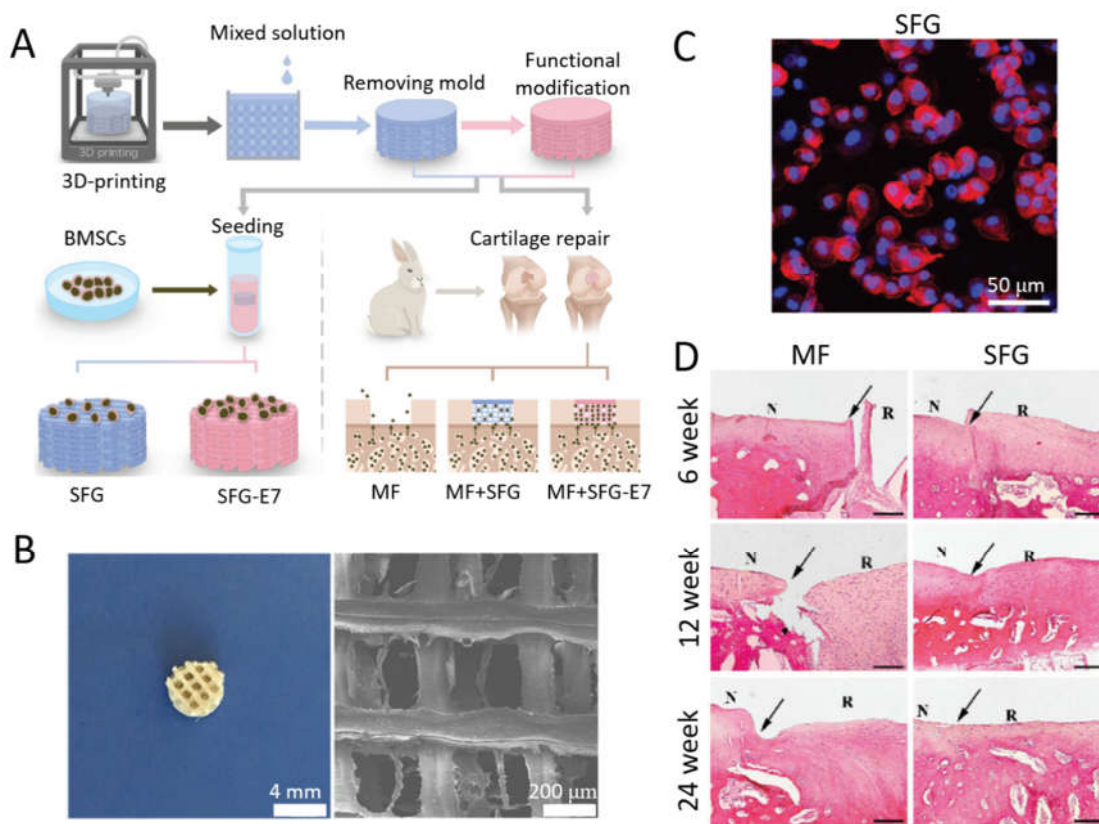 A
Mixed solution
Removing mold
Functional
modification
3D printing
3D-printing
BMSCs
Seeding
Cartilage repair
SFG
SFG-E7
MF
MF+SFG
MF+SFG-E7
B
4 mm
200 µm
C
SFG
50 µm
D
MF
SFG
6 week
N
R
N
R
12 week
N
R
N
R
24 week
N
R
N
R